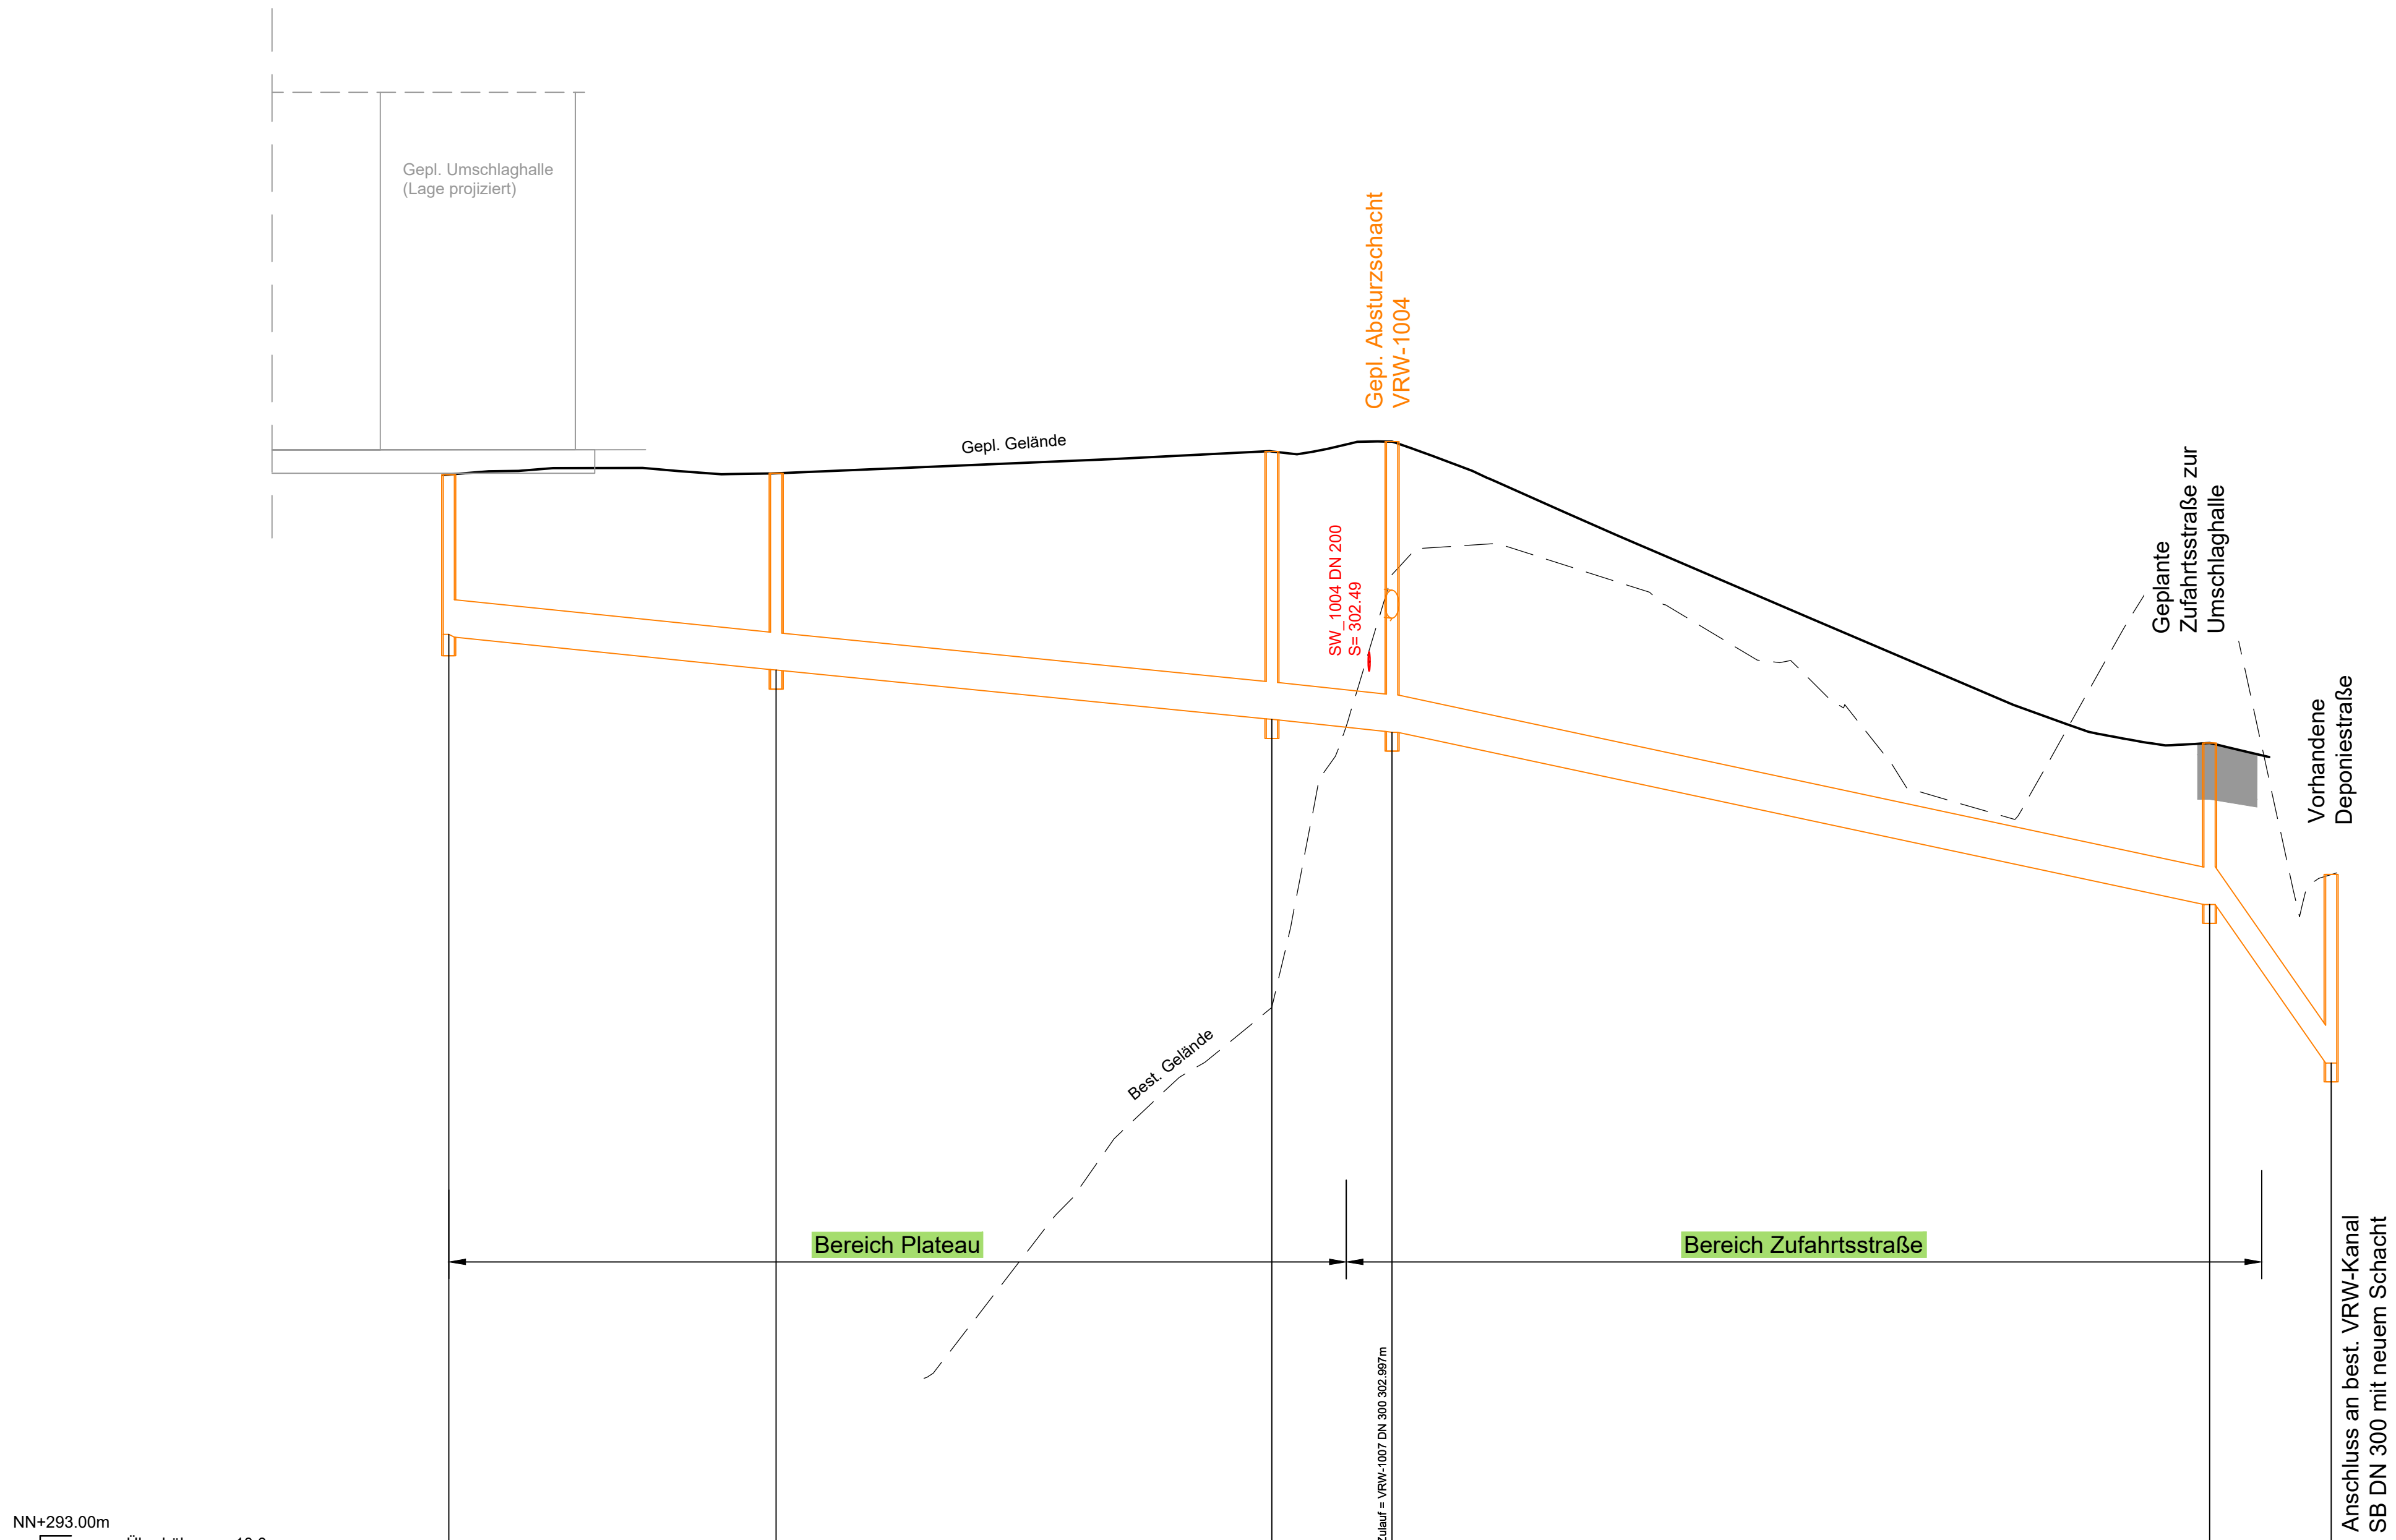 Gepl. Umschlaghalle
(Lage projiziert)
Gepl. Absturzschacht
VRW-1004
Gepl. Gelände
SW_1004 DN 200
S= 302.49
Geplante
Zufahrtsstraße zur
Umschlaghalle
Vorhandene
Deponiestraße
Best. Gelände
Bereich Plateau
Bereich Zufahrtsstraße
Zulauf = VRW-1007 DN 300 302.997m
Anschluss an best. VRW-Kanal
SB DN 300 mit neuem Schacht
NN+293.00m